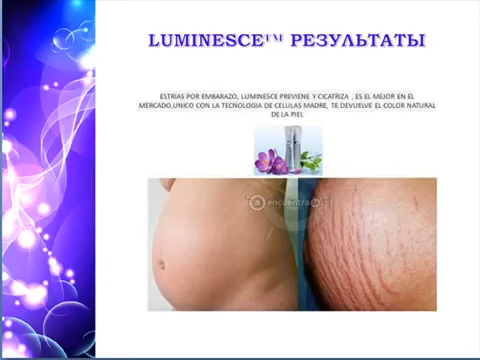 LUMINESCE™ РЕЗУЛЬТАТЫ
ESTRIAS POR EMBARAZO, LUMINESCE PREVIENE Y CICATRIZA , ES EL MEJOR EN EL
MERCADO,UNICO CON LA TECNOLOGIA DE CELULAS MADRE, TE DEVUELVE EL COLOR NATURAL
DE LA PIEL
encuentra